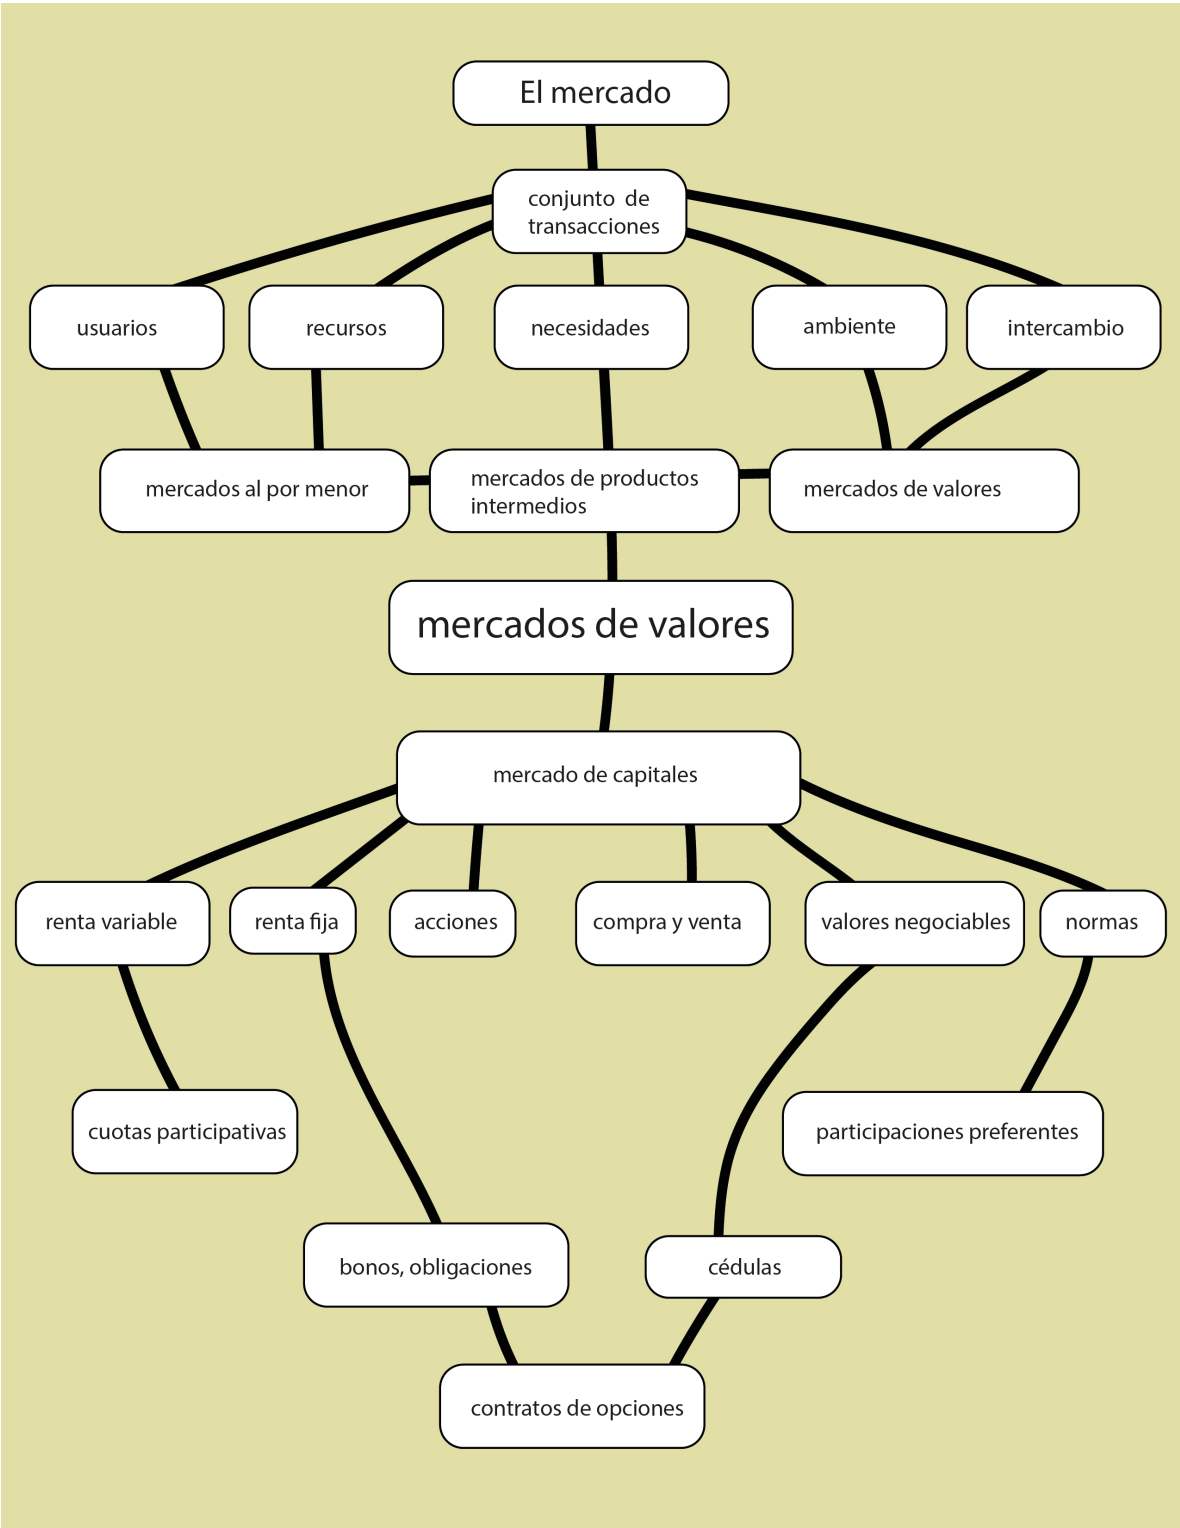 El mercado
conjunto de
transacciones
usuarios
recursos
necesidades
ambiente
intercambio
mercados al por menor
mercados de productos
intermedios
mercados de valores
mercados de valores
mercado de capitales
renta variable
renta fija
acciones
compra y venta
valores negociables
normas
cuotas participativas
participaciones preferentes
bonos, obligaciones
cédulas
contratos de opciones